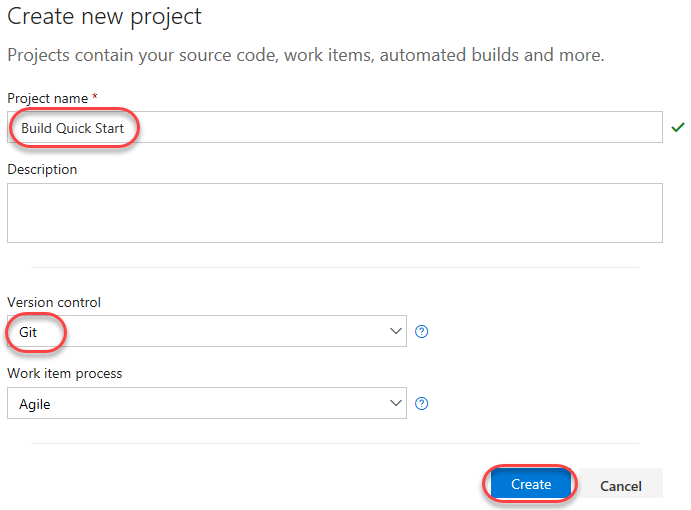 Create new project
Projects contain your source code, work items, automated builds and more.
Project name *
Build Quick Start
Description
Version control
Git
Work item process
Agile
Create Cancel